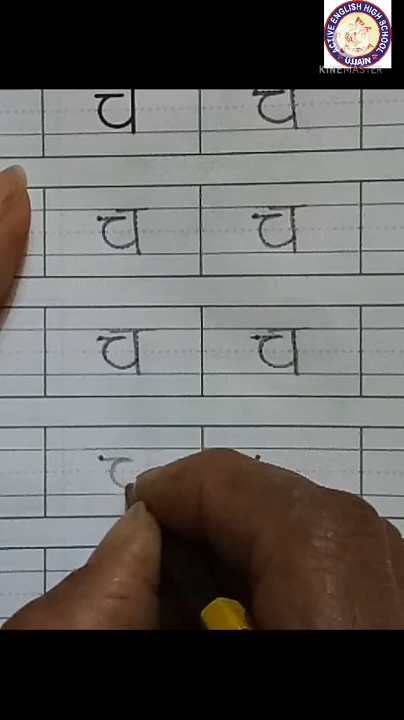 ACTIVE ENGLISH HIGH SCHOOL
UJJAIN
KINEMASTER
च च
च च
च च